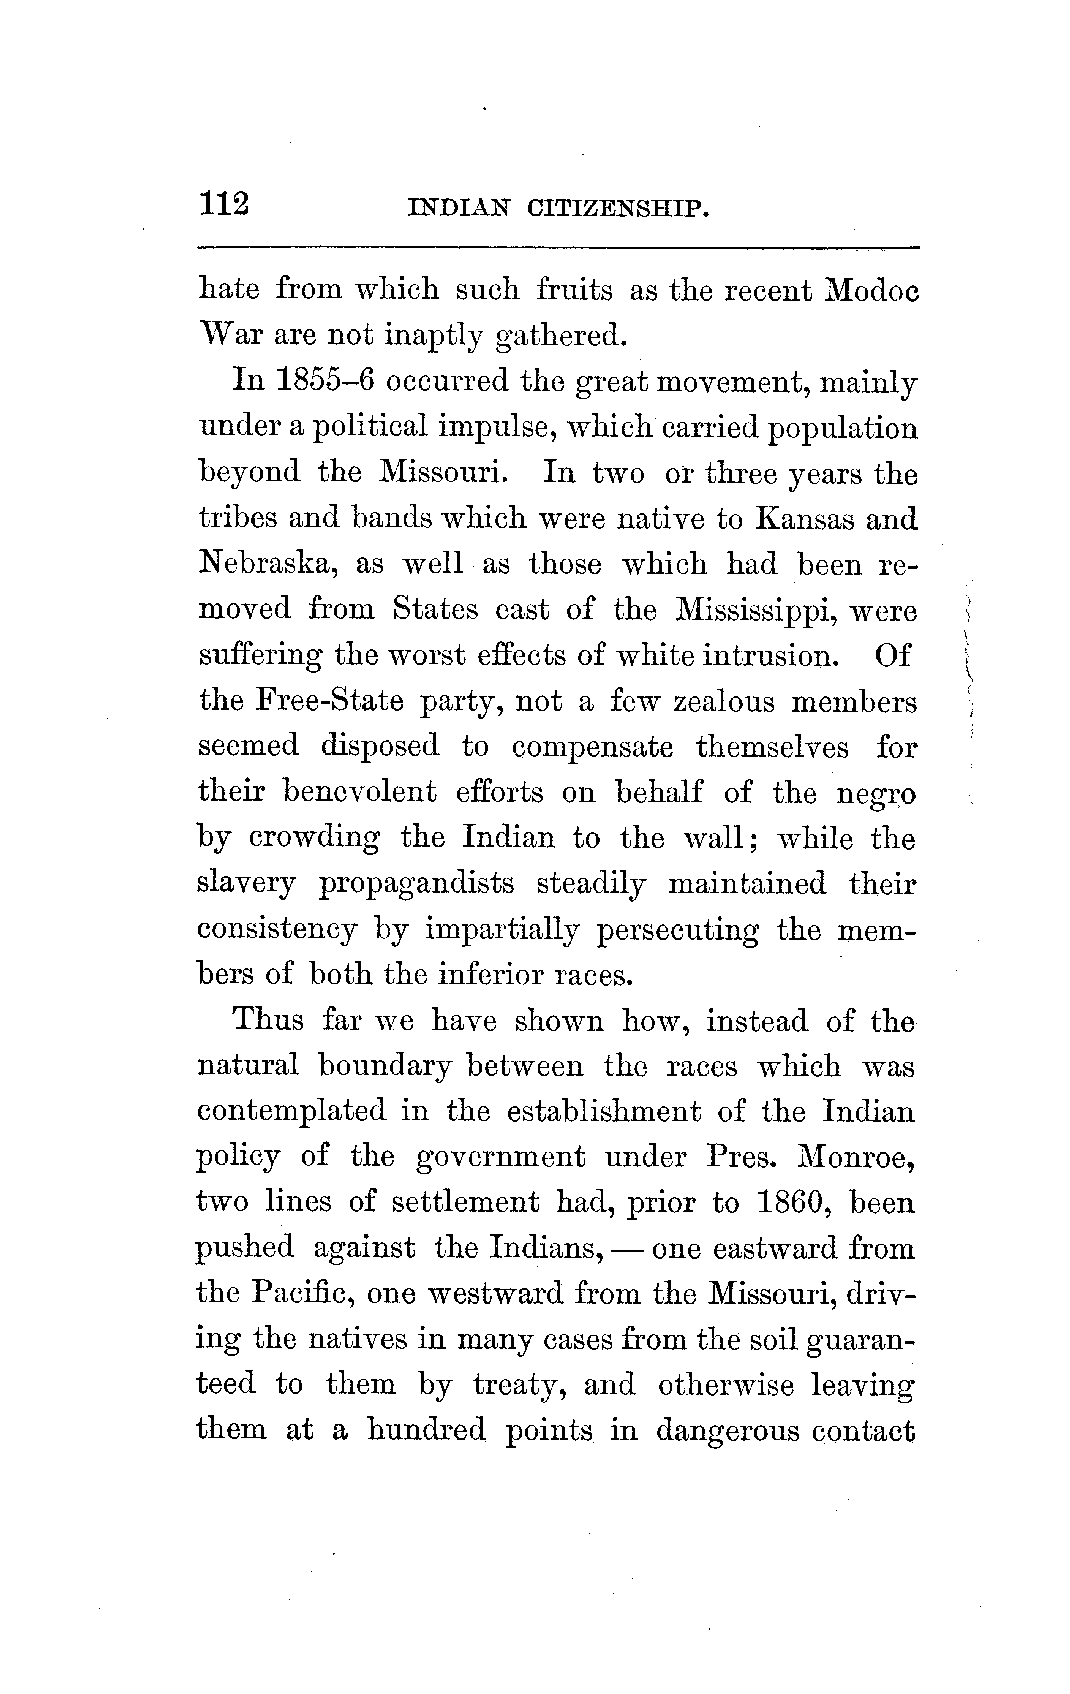 112 INDIAN CITIZENSHIP.
hate from which such fruits as the recent Modoc
War are not inaptly gathered.
In 1855–6 occurred the great movement, mainly
under a political impulse, which carried population
beyond the Missouri. In two or three years the
tribes and bands which were native to Kansas and
Nebraska, as well as those which had been re-
moved from States east of the Mississippi, were
suffering the worst effects of white intrusion. Of
the Free-State party, not a few zealous members
seemed disposed to compensate themselves for
their benevolent efforts on behalf of the negro
by crowding the Indian to the wall; while the
slavery propagandists steadily maintained their
consistency by impartially persecuting the mem-
bers of both the inferior races.
Thus far we have shown how, instead of the
natural boundary between the races which was
contemplated in the establishment of the Indian
policy of the government under Pres. Monroe,
two lines of settlement had, prior to 1860, been
pushed against the Indians, — one eastward from
the Pacific, one westward from the Missouri, driv-
ing the natives in many cases from the soil guaran-
teed to them by treaty, and otherwise leaving
them at a hundred points in dangerous contact